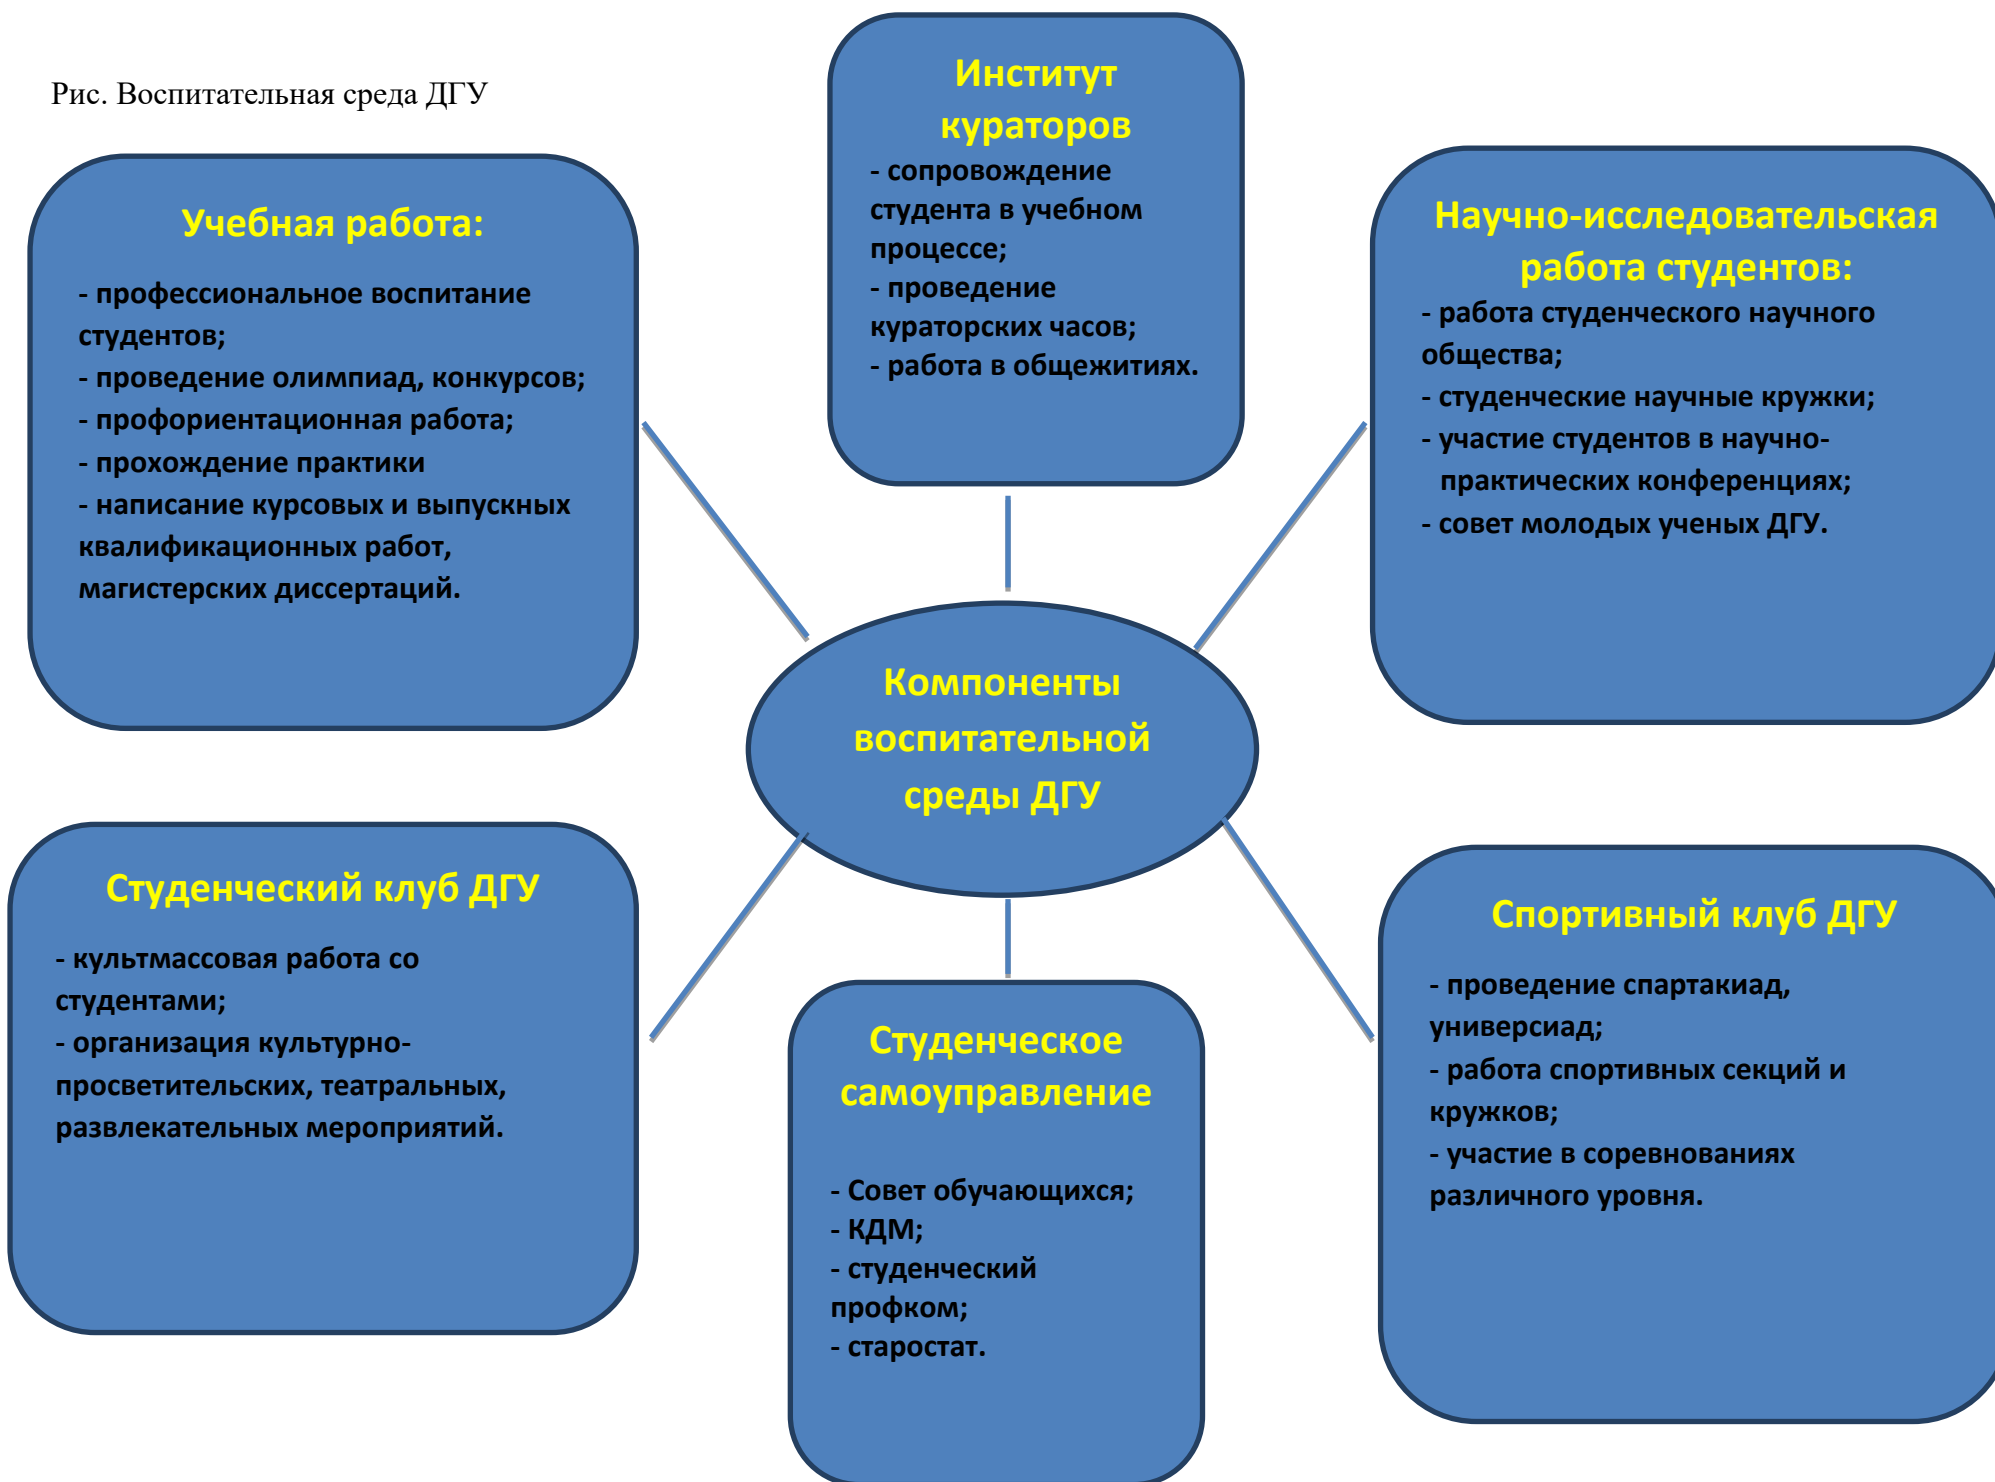 Рис. Воспитательная среда ДГУ
Институт
кураторов
- сопровождение
студента в учебном
процессе;
- проведение
кураторских часов;
- работа в общежитиях.
Учебная работа:
- профессиональное воспитание
студентов;
- проведение олимпиад, конкурсов;
- профориентационная работа;
- прохождение практики
- написание курсовых и выпускных
квалификационных работ,
магистерских диссертаций.
Научно-исследовательская
работа студентов:
- работа студенческого научного
общества;
- студенческие научные кружки;
- участие студентов в научно-
практических конференциях;
- совет молодых ученых ДГУ.
Компоненты
воспитательной
среды ДГУ
Студенческий клуб ДГУ
- культмассовая работа со
студентами;
- организация культурно-
просветительских, театральных,
развлекательных мероприятий.
Студенческое
самоуправление
- Совет обучающихся;
- КДМ;
- студенческий
профком;
- старостат.
Спортивный клуб ДГУ
- проведение спартакиад,
универсиад;
- работа спортивных секций и
кружков;
- участие в соревнованиях
различного уровня.